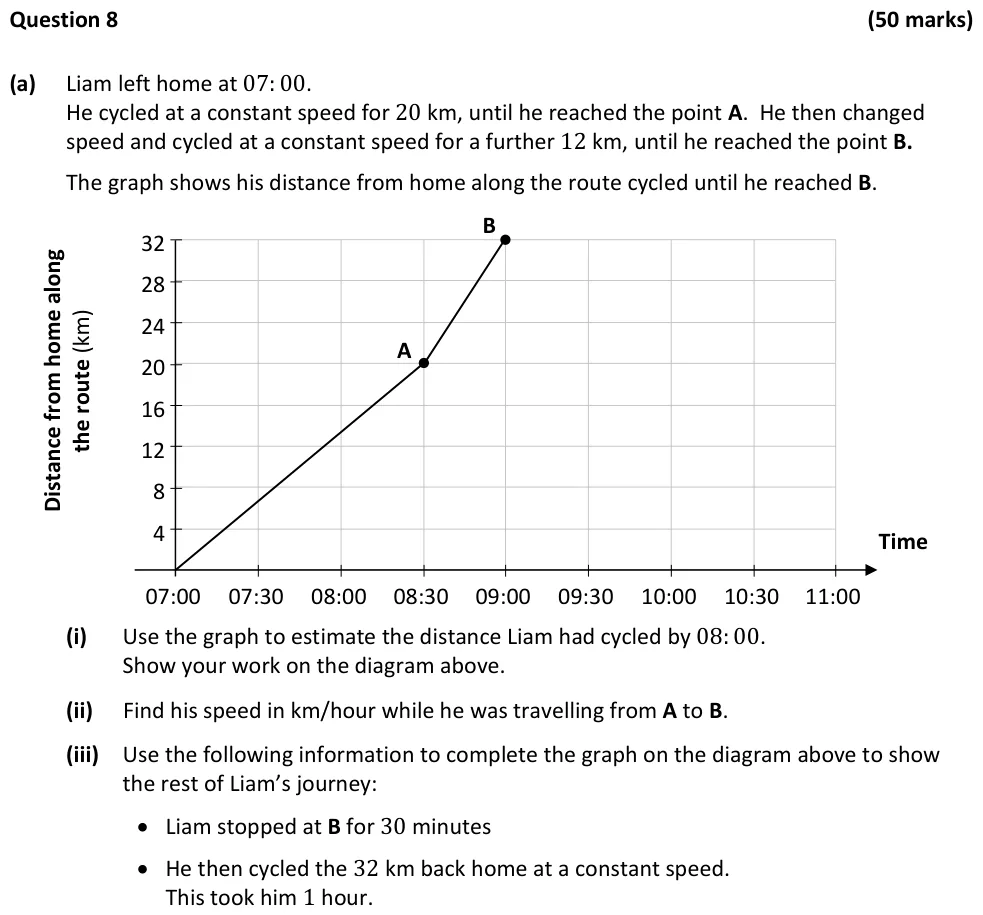 Question 8 (50 marks)
(a) Liam left home at 07:00.
He cycled at a constant speed for 20 km, until he reached the point A. He then changed
speed and cycled at a constant speed for a further 12 km, until he reached the point B.
The graph shows his distance from home along the route cycled until he reached B.
Distance from home along
the route (km)
B
32
28
24
A
20
16
12
8
4
Time
07:00 07:30 08:00 08:30 09:00 09:30 10:00 10:30 11:00
(i) Use the graph to estimate the distance Liam had cycled by 08:00.
Show your work on the diagram above.
(ii) Find his speed in km/hour while he was travelling from A to B.
(iii) Use the following information to complete the graph on the diagram above to show
the rest of Liam’s journey:
• Liam stopped at B for 30 minutes
• He then cycled the 32 km back home at a constant speed.
This took him 1 hour.